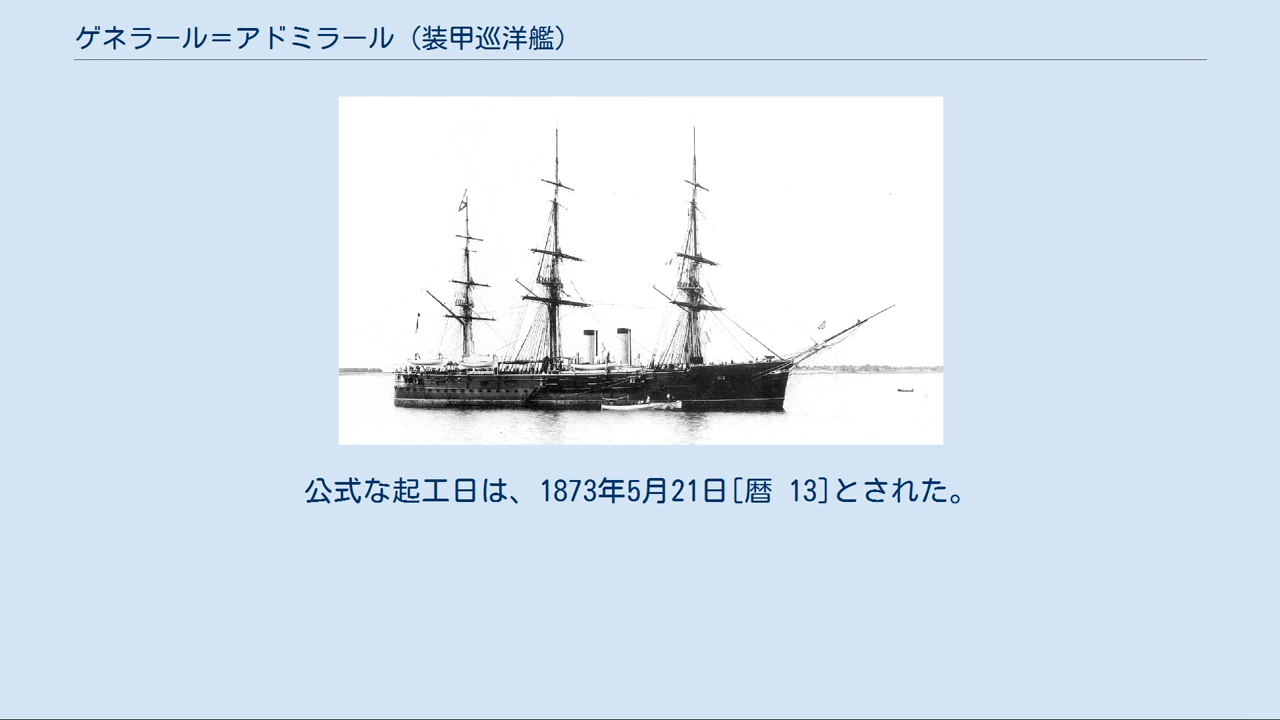 ゲネラール＝アドミラール（装甲巡洋艦）
公式な起工日は、1873年5月21日[暦 13]とされた。